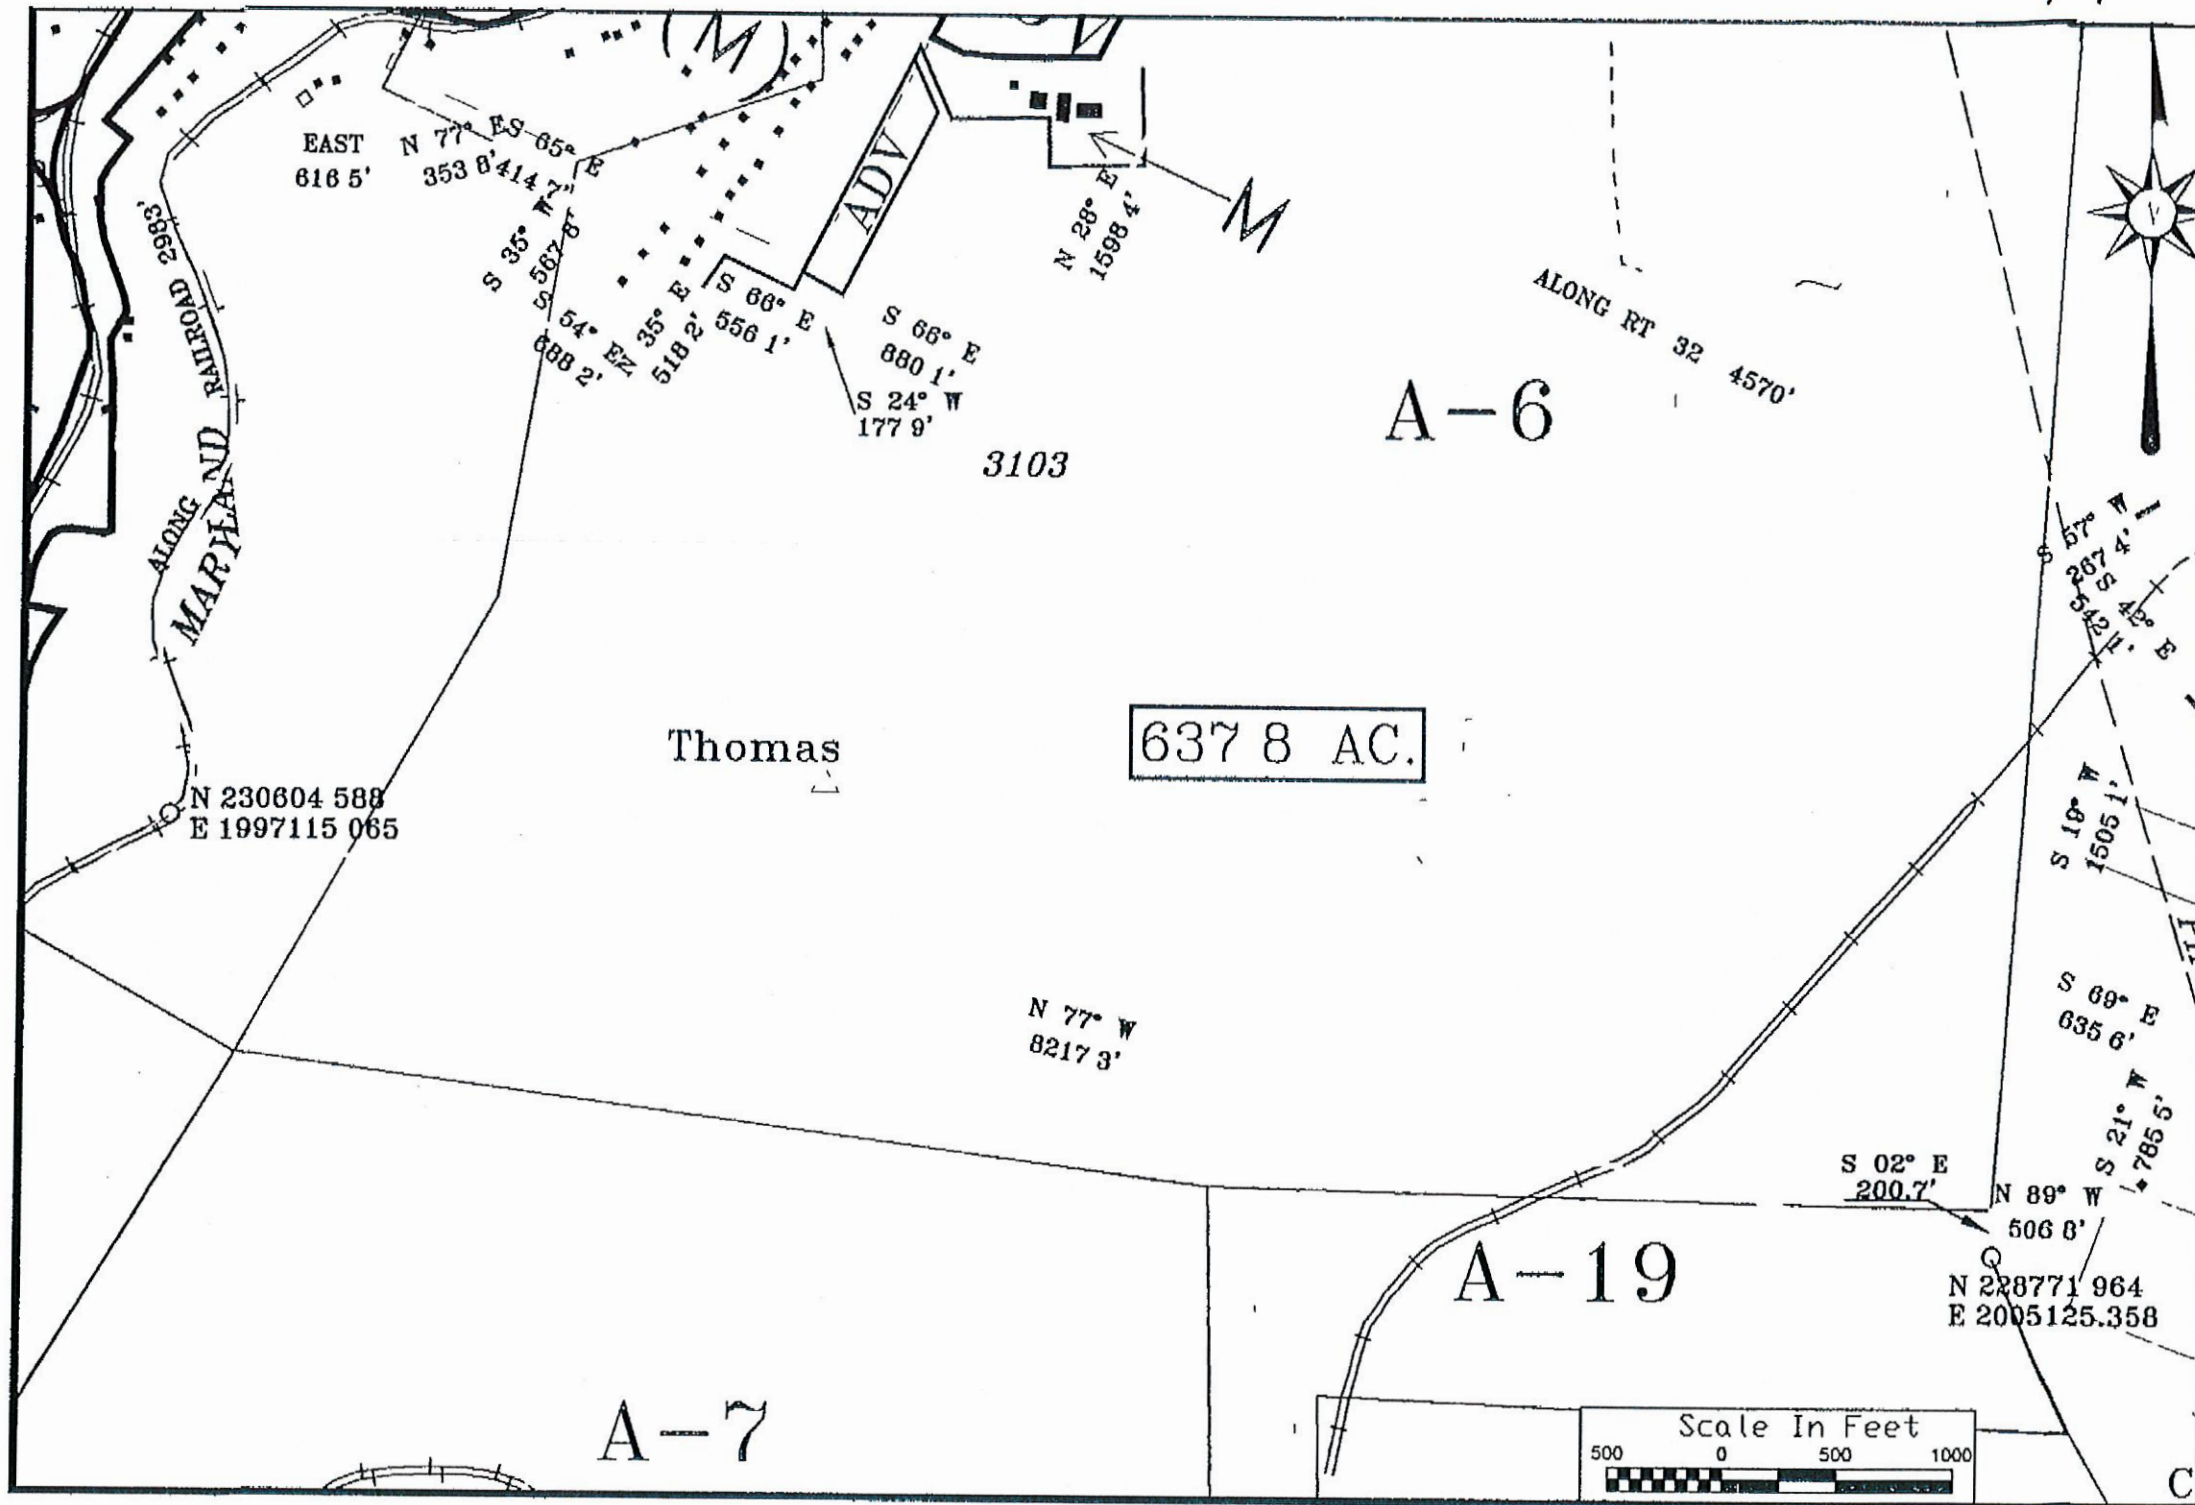 (M)
EAST
616 5'
N 77° E
353 8'
S 65° E
414 7'
ADV
N 28° E
1598 4'
M
ALONG MARYLAND RAILROAD 2983'
MARYLAND
S 35° W
567 8'
S 54° E
688 2'
N 35° E
518 2'
S 66° E
556 1'
S 66° E
880 1'
S 24° W
177 9'
ALONG RT 32 4570'
A-6
3103
S 57° W
267 4'
S 42° E
542 1'
Thomas
637 8 AC.
N 230604 588
E 1997115 065
S 19° W
1505 1'
N 77° W
8217 3'
S 69° E
635 6'
S 21° W
785 5'
S 02° E
200.7'
N 89° W
506 8'
A-19
N 228771 964
E 2005125.358
A-7
Scale In Feet
500 0 500 1000
C